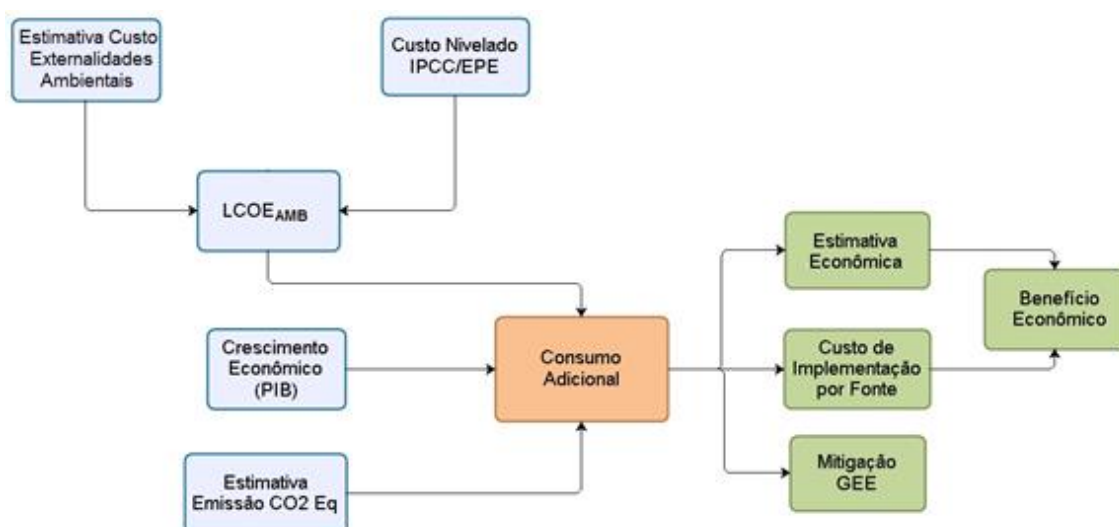 Estimativa Custo
Externalidades
Ambientais
Custo Nivelado
IPCC/EPE
LCOEAMB
Crescimento
Econômico
(PIB)
Estimativa
Emissão CO2 Eq
Consumo
Adicional
Estimativa
Econômica
Custo de
Implementação
por Fonte
Mitigação
GEE
Benefício
Econômico